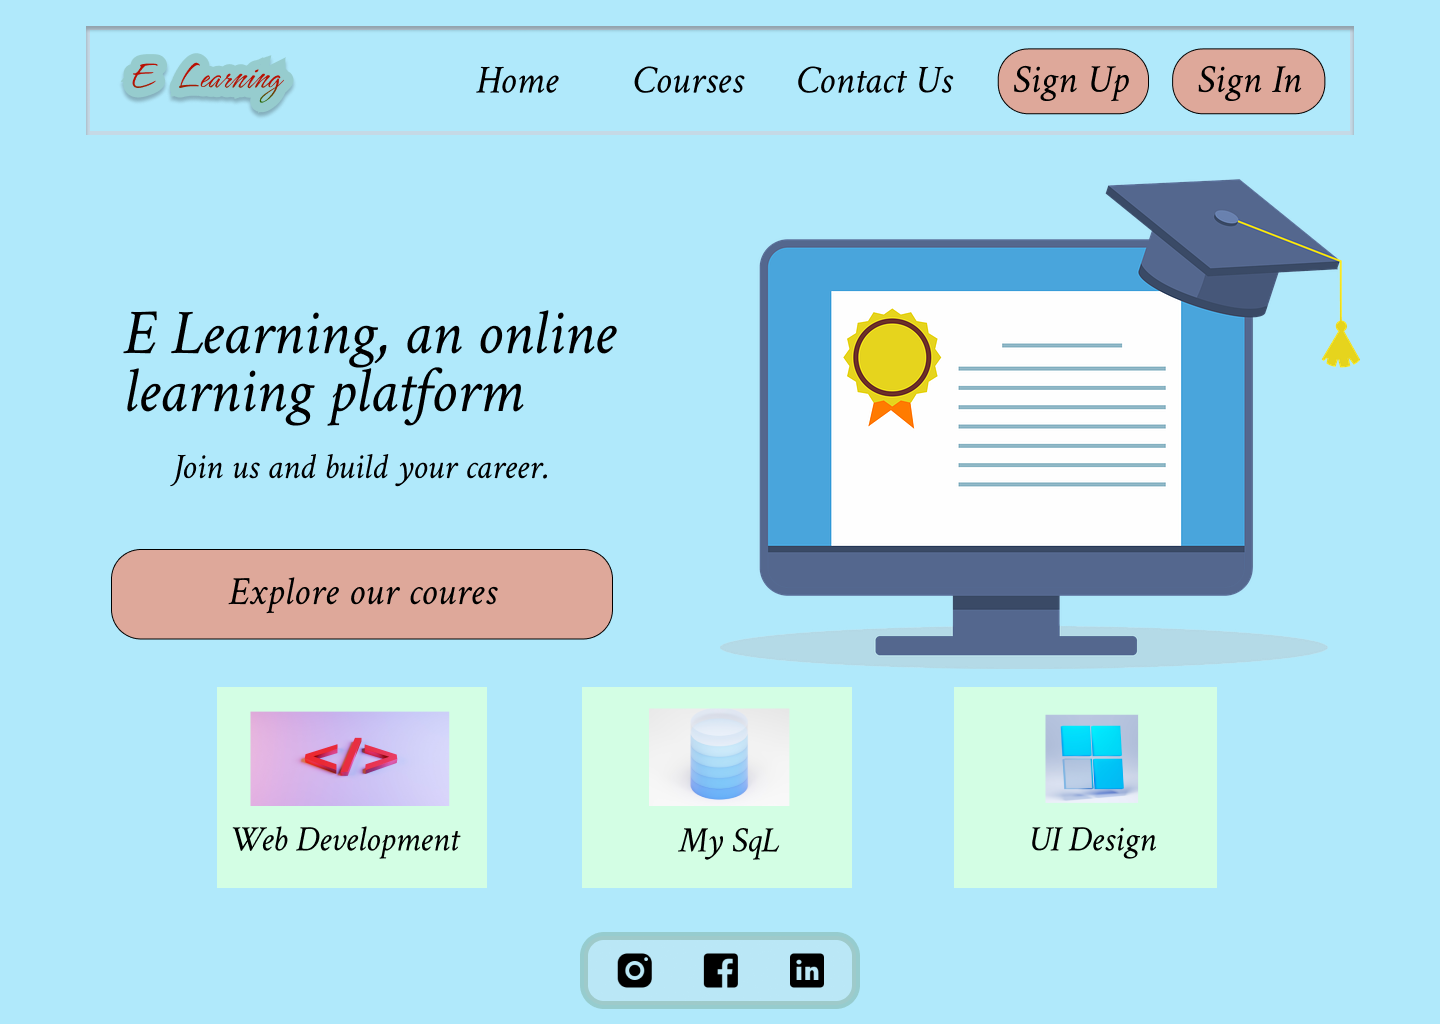 E Learning
Home
Courses
Contact Us
Sign Up
Sign In
E Learning, an online
learning platform
Join us and build your career.
Explore our coures
Web Development
My SqL
UI Design